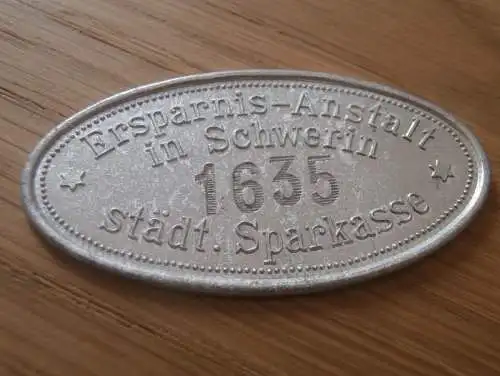 Ersparnis-Anstalt
in Schwerin
1635
städt. Sparkasse